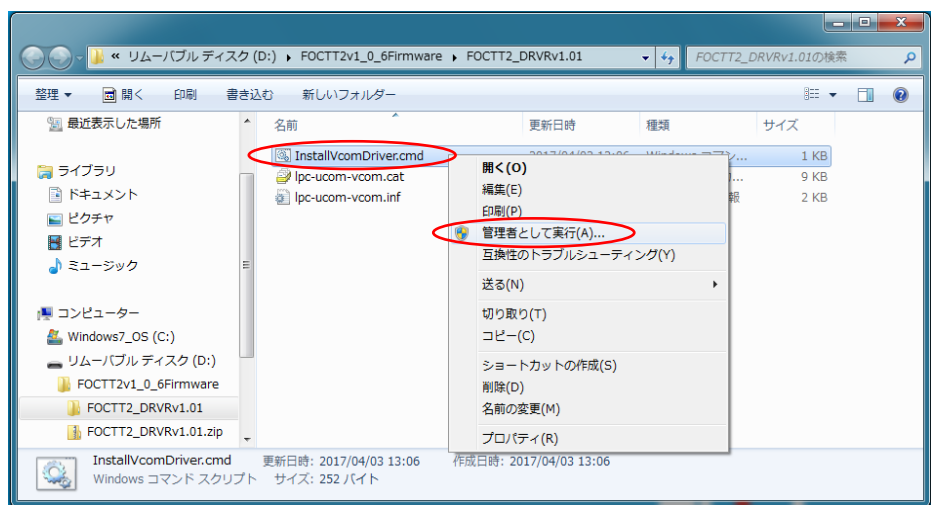 « リムーバブル ディスク (D:) ▸ FOCTT2v1_0_6Firmware ▸ FOCTT2_DRVRv1.01
FOCTT2_DRVRv1.01の検索
整理 開く 印刷 書き込む 新しいフォルダー
最近表示した場所
ライブラリ
ドキュメント
ピクチャ
ビデオ
ミュージック
コンピューター
Windows7_OS (C:)
リムーバブル ディスク (D:)
FOCTT2v1_0_6Firmware
FOCTT2_DRVRv1.01
FOCTT2_DRVRv1.01.zip
名前 更新日時 種類 サイズ
InstallVcomDriver.cmd 2017/04/03 13:06 Windows コマン... 1 KB
lpc-ucom-vcom.cat 9 KB
lpc-ucom-vcom.inf 報 2 KB
開く(O)
編集(E)
印刷(P)
管理者として実行(A)...
互換性のトラブルシューティング(Y)
送る(N)
切り取り(T)
コピー(C)
ショートカットの作成(S)
削除(D)
名前の変更(M)
プロパティ(R)
InstallVcomDriver.cmd 更新日時: 2017/04/03 13:06 作成日時: 2017/04/03 13:06
Windows コマンド スクリプト サイズ: 252 バイト